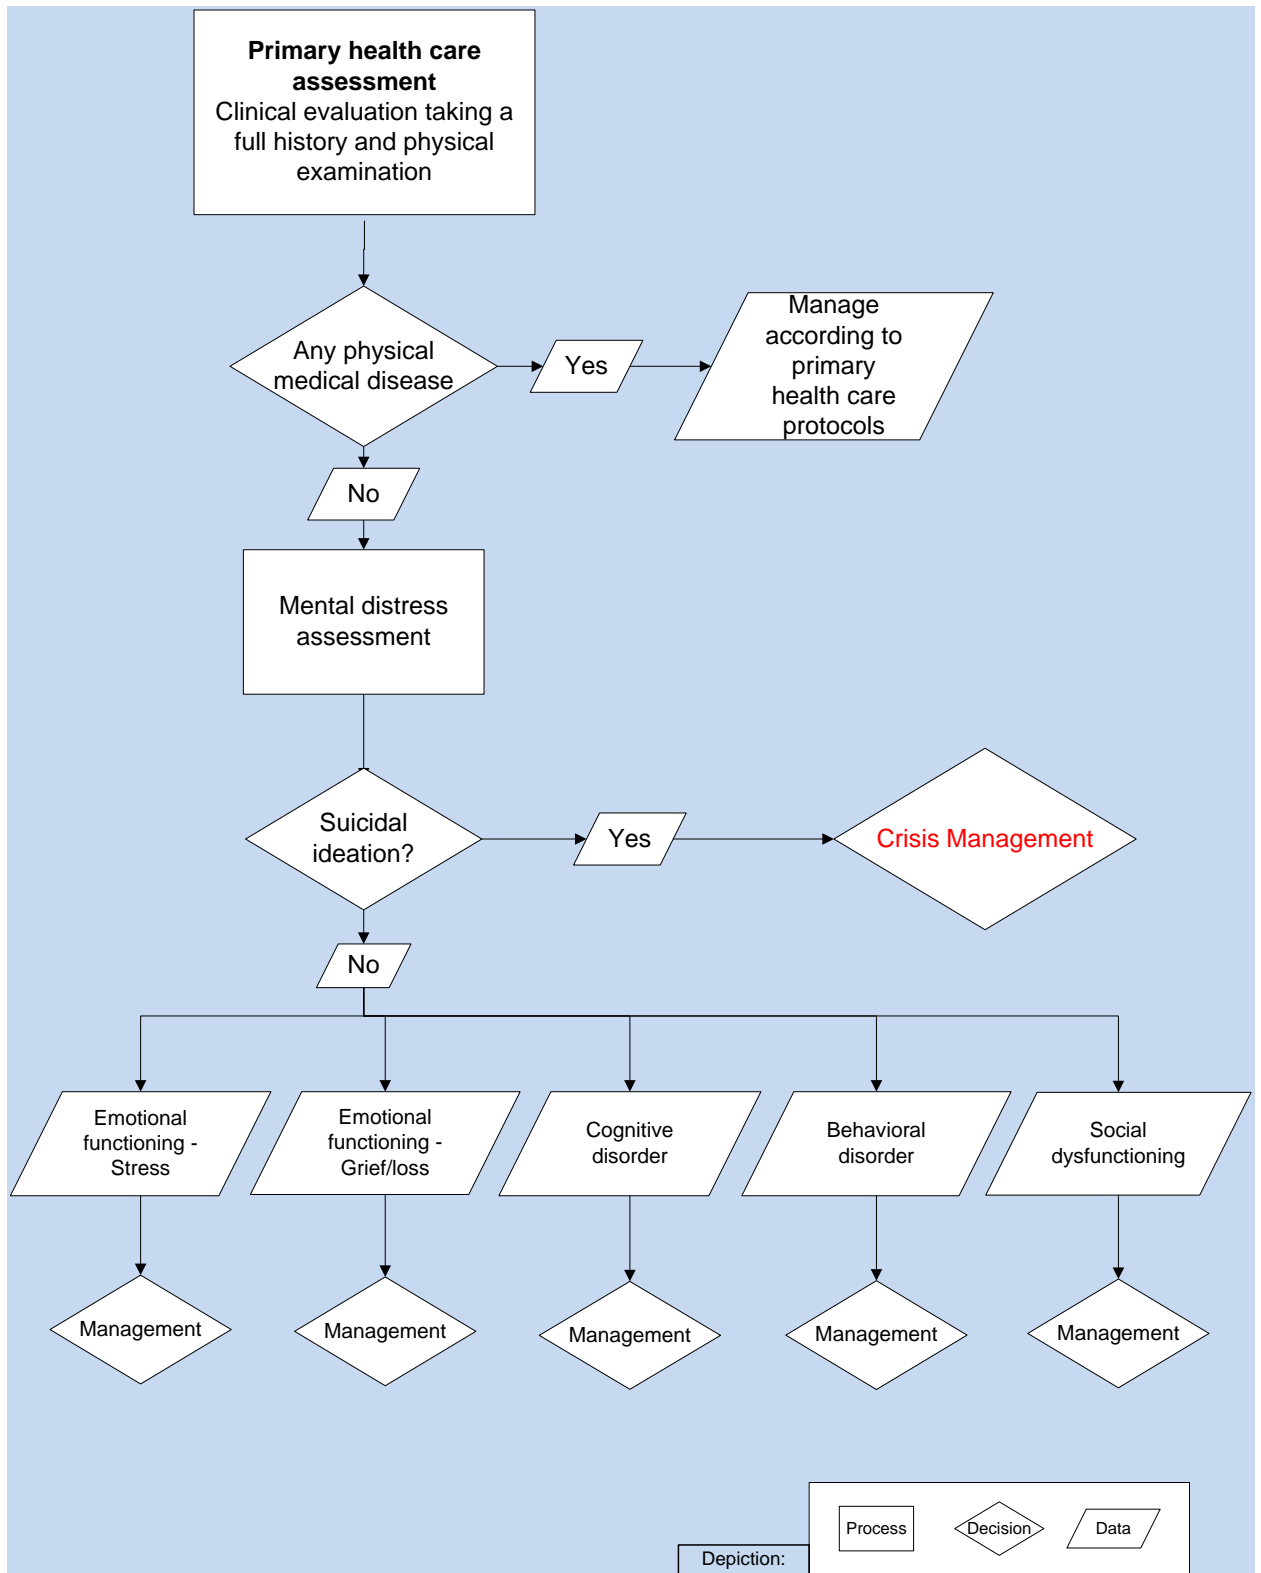 Primary health care
assessment
Clinical evaluation taking a
full history and physical
examination
Any physical
medical disease
Yes
Manage
according to
primary
health care
protocols
No
Mental distress
assessment
Suicidal
ideation?
Yes
Crisis Management
No
Emotional
functioning -
Stress
Emotional
functioning -
Grief/loss
Cognitive
disorder
Behavioral
disorder
Social
dysfunctioning
Management
Management
Management
Management
Management
Process
Decision
Data
Depiction: